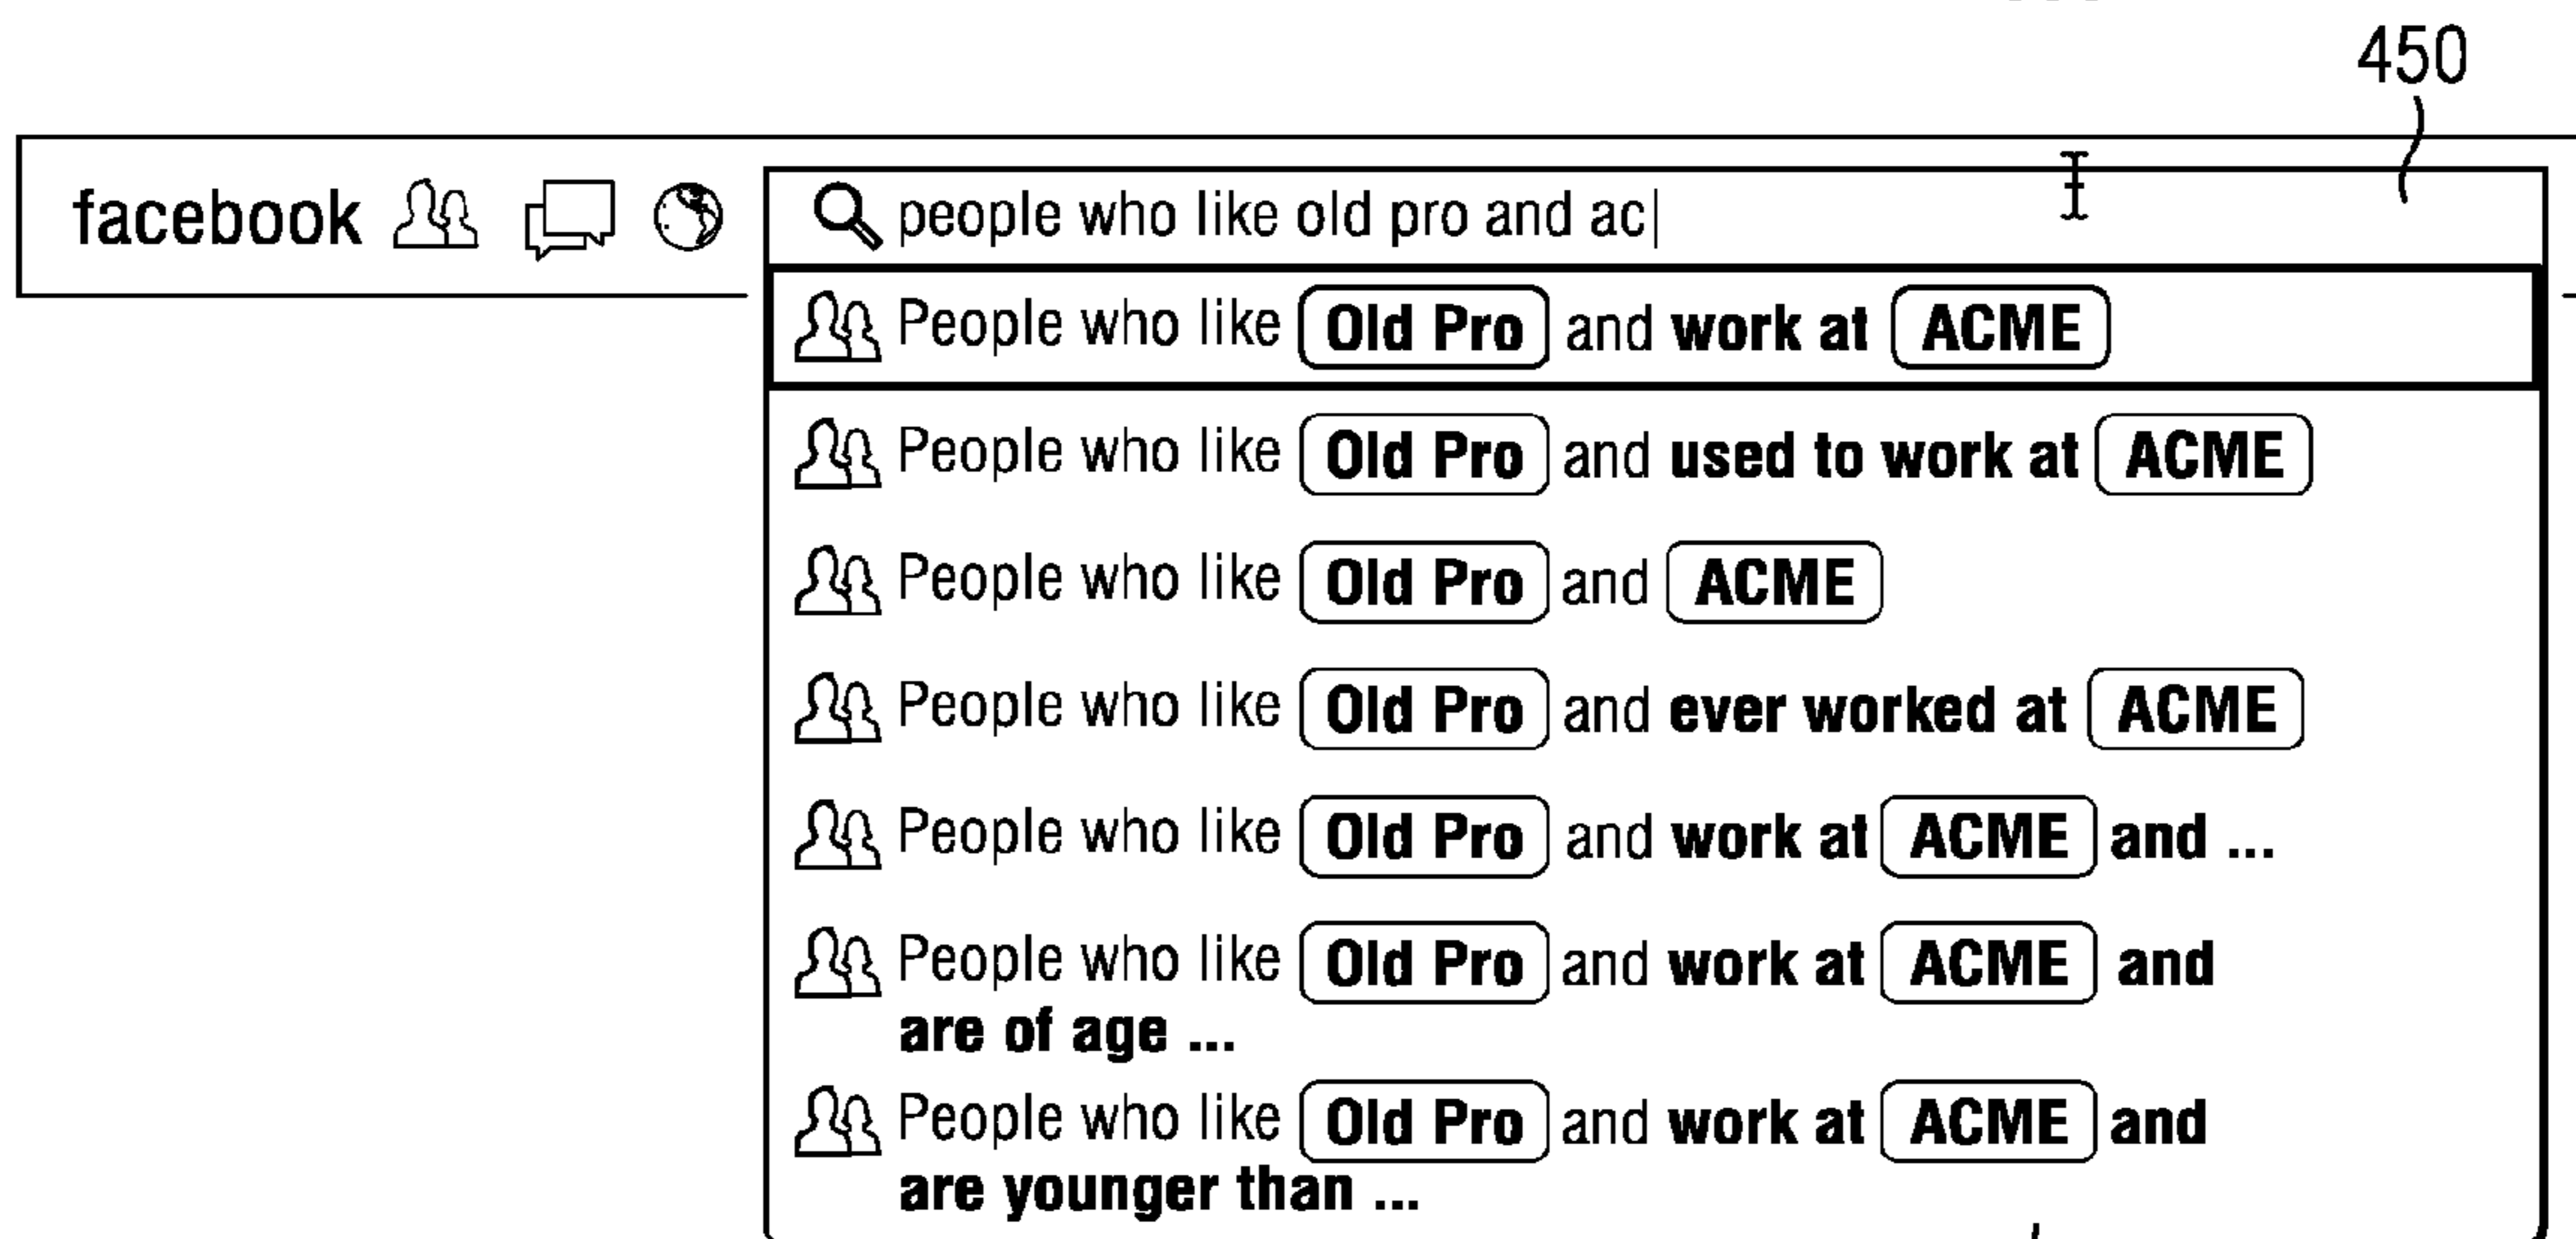 450
facebook people who like old pro and ac
People who like Old Pro and work at ACME
People who like Old Pro and used to work at ACME
People who like Old Pro and ACME
People who like Old Pro and ever worked at ACME
People who like Old Pro and work at ACME and ...
People who like Old Pro and work at ACME and
are of age ...
People who like Old Pro and work at ACME and
are younger than ...